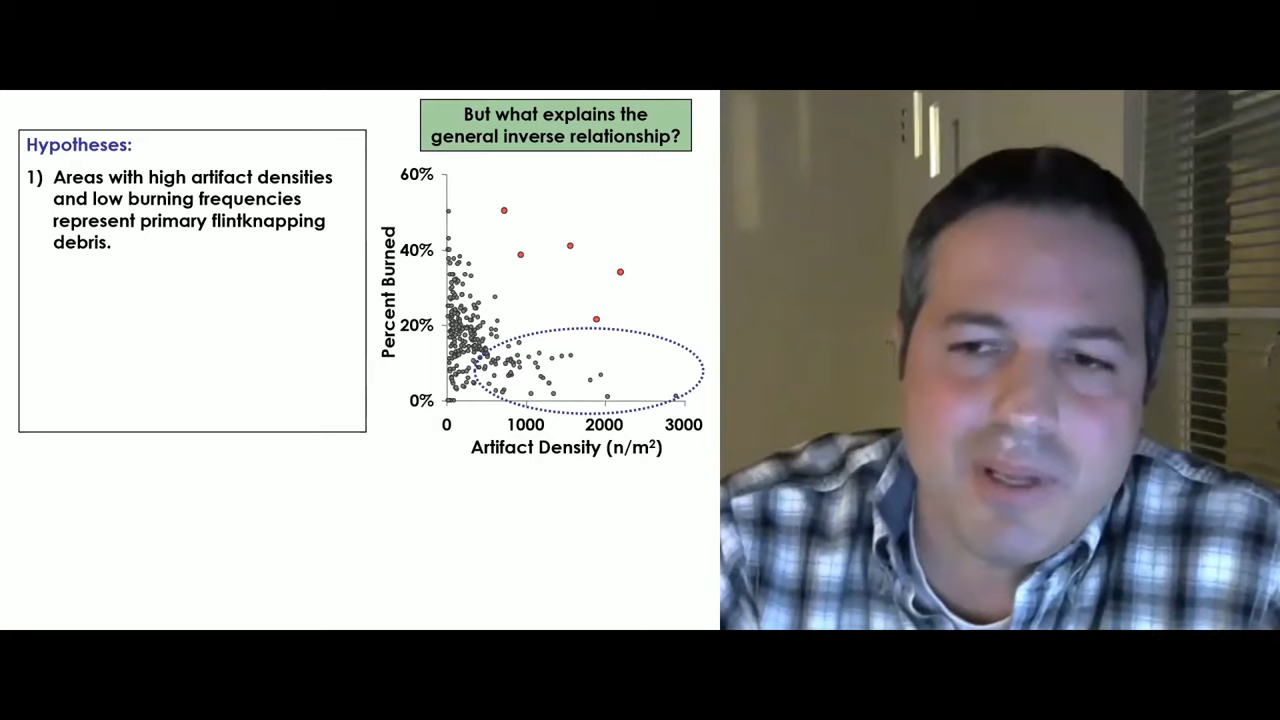 But what explains the
general inverse relationship?
Hypotheses:
1) Areas with high artifact densities
and low burning frequencies
represent primary flintknapping
debris.
60%
40%
20%
0%
Percent Burned
0 1000 2000 3000
Artifact Density (n/m²)